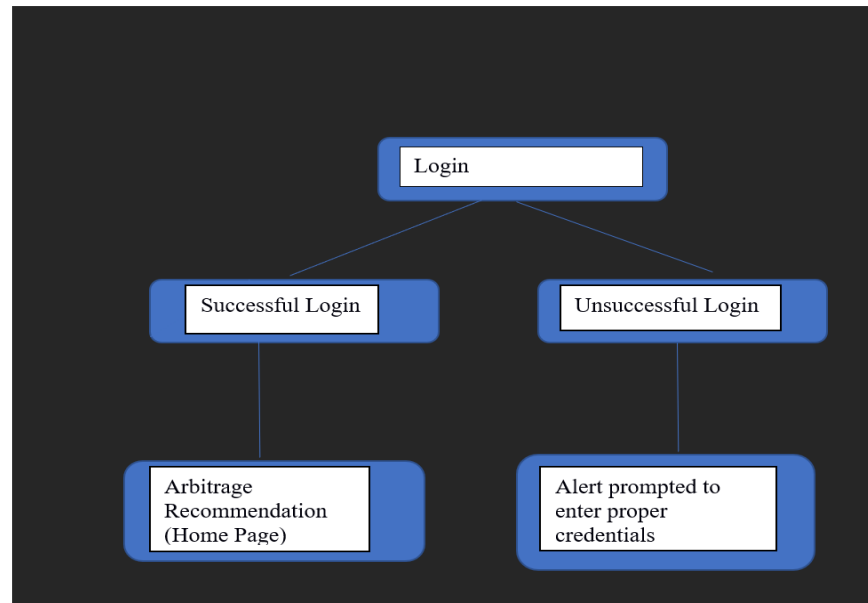 Login
Successful Login
Unsuccessful Login
Arbitrage
Recommendation
(Home Page)
Alert prompted to
enter proper
credentials